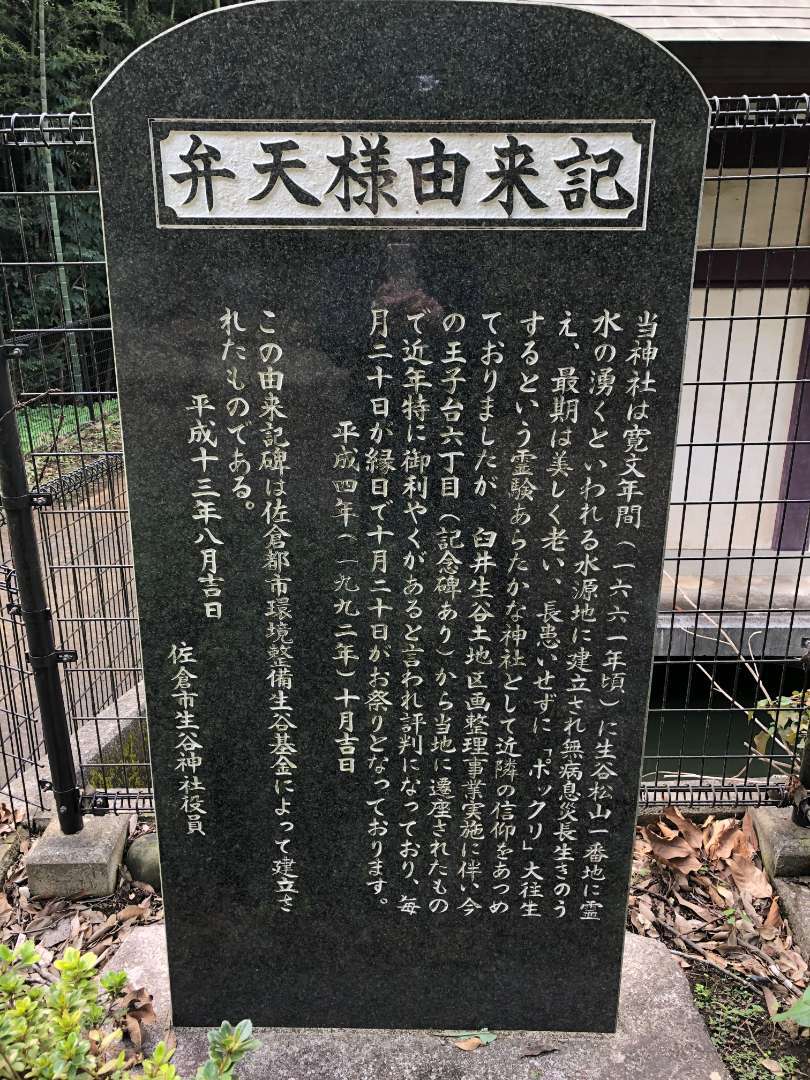 弁天様由来記
当神社は寛文年間(一六六一年頃)に生谷松山一番地に霊
水の湧くといわれる水源地に建立され無病息災長生きのう
え、最期は美しく老い、長患いせずに「ポックリ」大往生
するという霊験あらたかな神社として近隣の信仰をあつめ
ておりましたが、臼井生谷土地区画整理事業実施に伴い今
の王子台六丁目(記念碑あり)から当地に遷座されたもの
で近年特に御利やくがあると言われ評判になっており、毎
月二十日が縁日で十月二十日がお祭りとなっております。
平成四年(一九九二年)十月吉日
この由来記碑は佐倉都市環境整備生谷基金によって建立さ
れたものである。
平成十三年八月吉日
佐倉市生谷神社役員